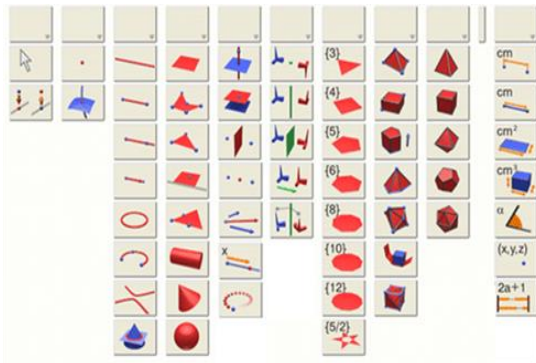 {3}
cm
{4}
cm
{5}
cm²
{6}
cm³
{8}
α
X
{10}
(x,y,z)
{12}
2a+1
{5/2}